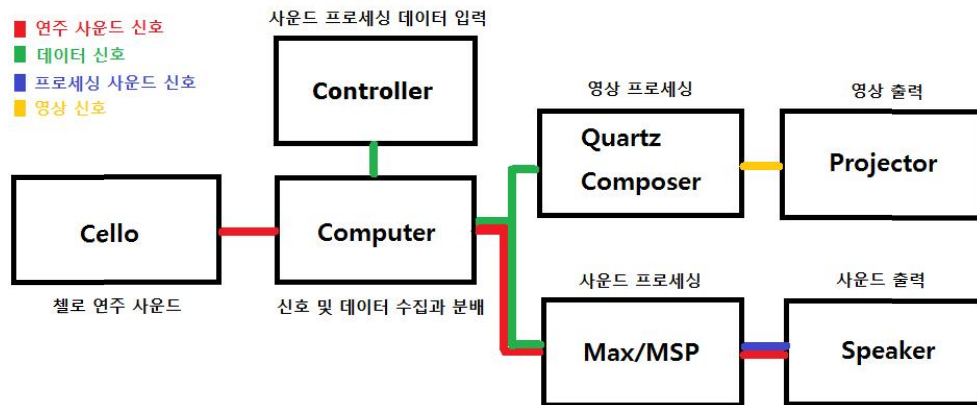 연주 사운드 신호
데이터 신호
프로세싱 사운드 신호
영상 신호
사운드 프로세싱 데이터 입력
Controller
Cello
첼로 연주 사운드
Computer
신호 및 데이터 수집과 분배
영상 프로세싱
Quartz
Composer
영상 출력
Projector
사운드 프로세싱
Max/MSP
사운드 출력
Speaker